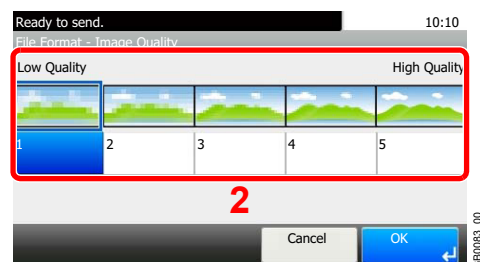 Ready to send. 10:10
File Format - Image Quality
Low Quality High Quality
1 2 3 4 5
2
Cancel OK